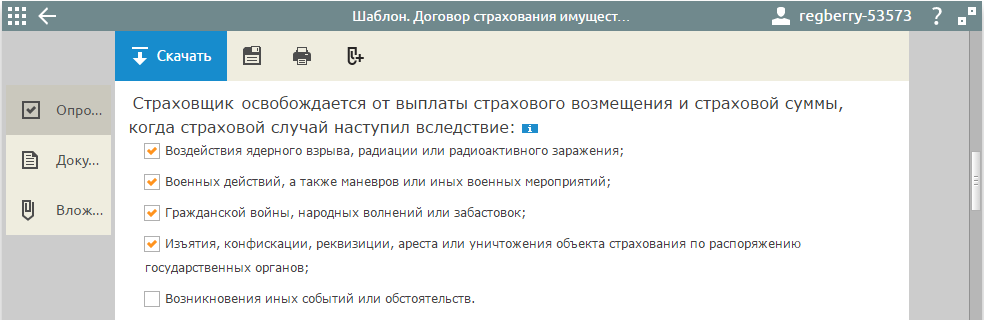 Шаблон. Договор страхования имущест...
regberry-53573
?
Скачать
Опро...
Доку...
Влож...
Страховщик освобождается от выплаты страхового возмещения и страховой суммы,
когда страховой случай наступил вследствие: i
Воздействия ядерного взрыва, радиации или радиоактивного заражения;
Военных действий, а также маневров или иных военных мероприятий;
Гражданской войны, народных волнений или забастовок;
Изъятия, конфискации, реквизиции, ареста или уничтожения объекта страхования по распоряжению
государственных органов;
Возникновения иных событий или обстоятельств.